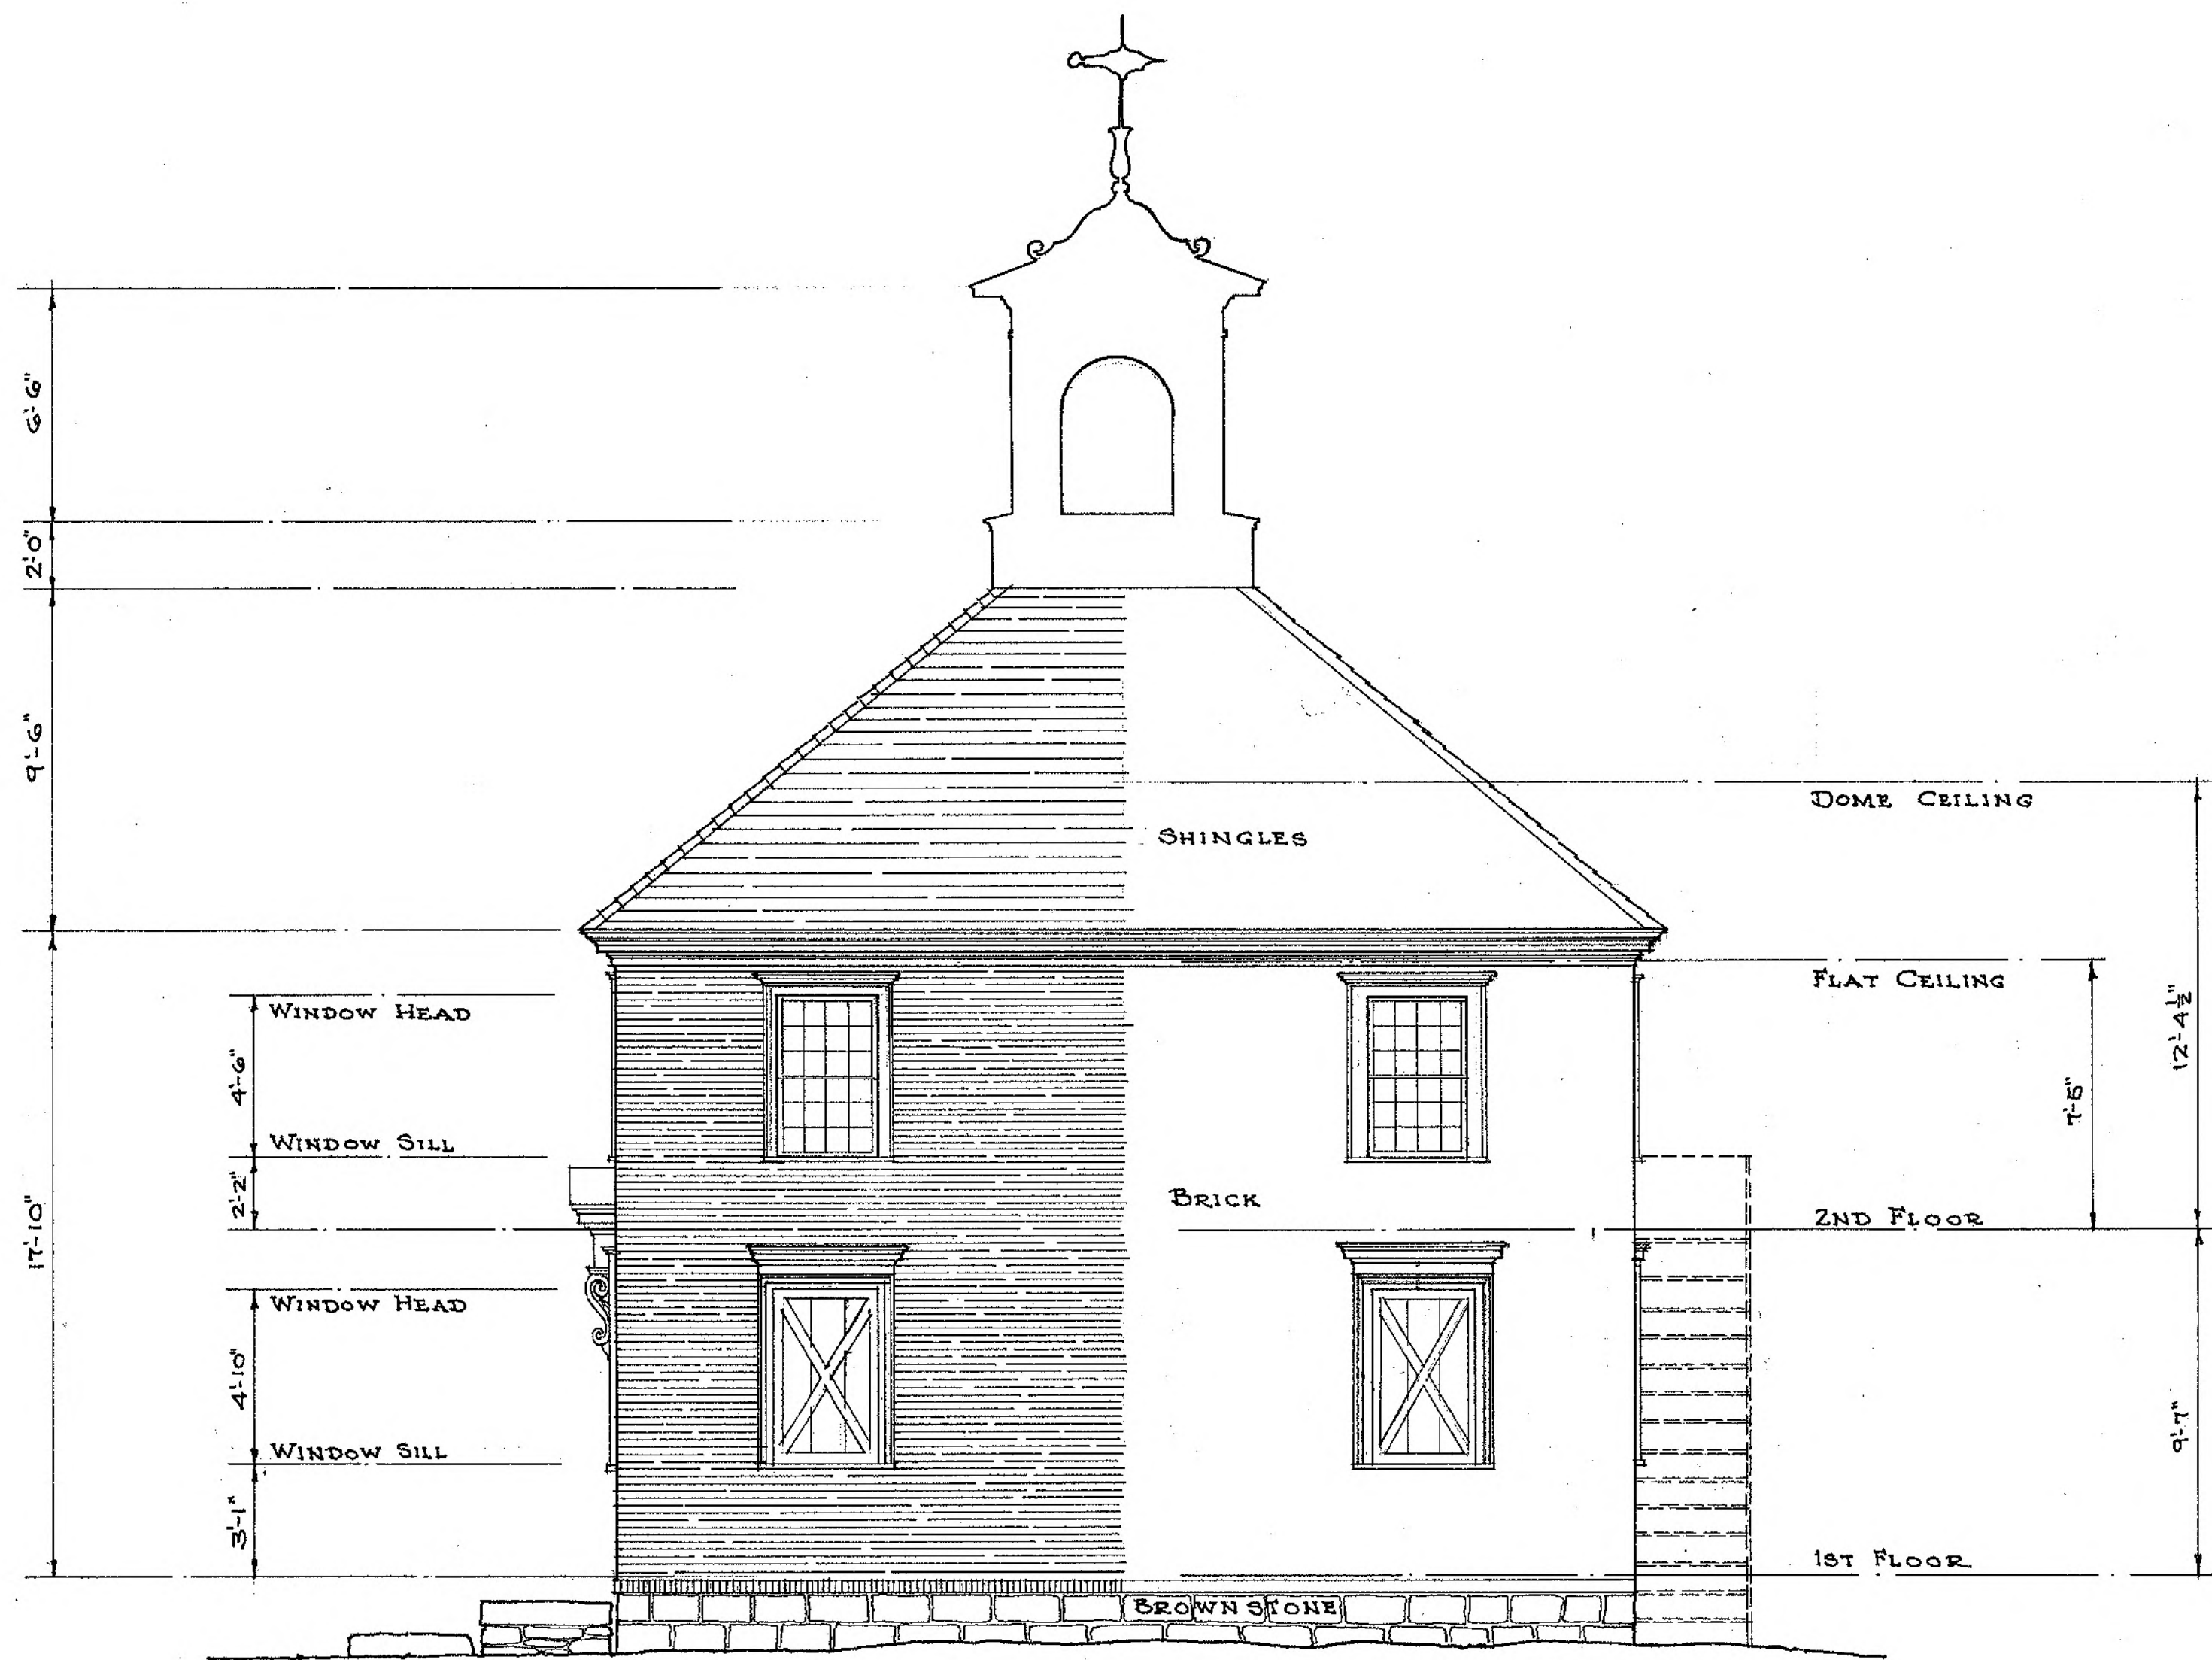 6'-6"
2'-0"
9'-6"
17'-10"
WINDOW HEAD
4'-6"
WINDOW SILL
2'-2"
WINDOW HEAD
4'-10"
WINDOW SILL
3'-1"
SHINGLES
BRICK
BROWNSTONE
DOME CEILING
FLAT CEILING
12'-4½"
7'-5"
2ND FLOOR
9'-7"
1ST FLOOR